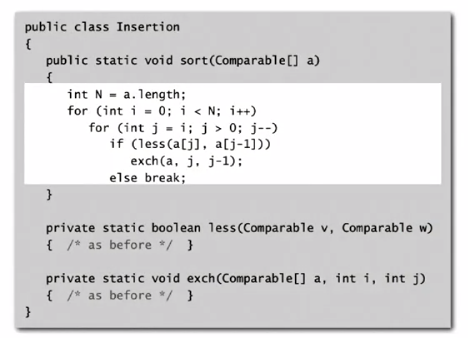 public class Insertion
{
public static void sort(Comparable[] a)
{
int N = a.length;
for (int i = 0; i < N; i++)
for (int j = i; j > 0; j--)
if (less(a[j], a[j-1]))
exch(a, j, j-1);
else break;
}
private static boolean less(Comparable v, Comparable w)
{ /* as before */ }
private static void exch(Comparable[] a, int i, int j)
{ /* as before */ }
}